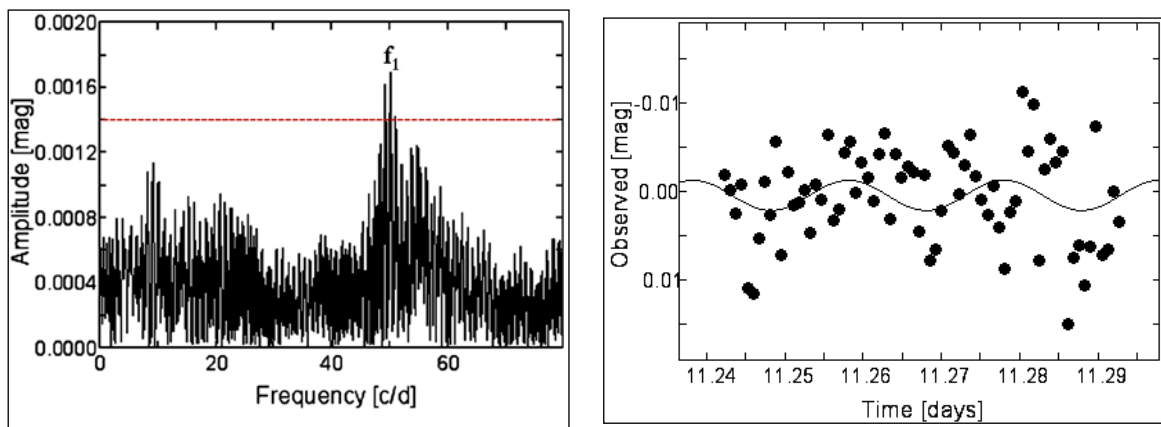 0.0020
0.0016
0.0012
0.0008
0.0004
0.0000
Amplitude [mag]
f1
0 20 40 60
Frequency [c/d]
-0.01
0.00
0.01
Observed [mag]
11.24 11.25 11.26 11.27 11.28 11.29
Time [days]